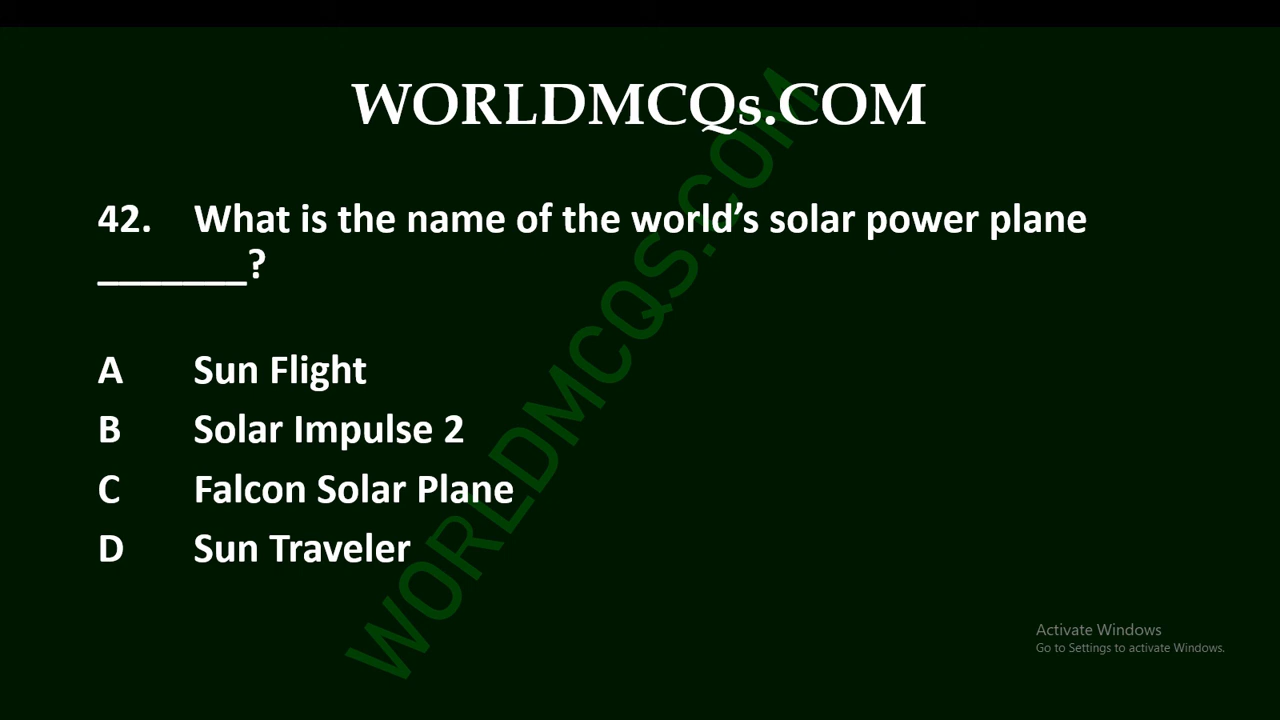 WORLDMCQs.COM
42. What is the name of the world’s solar power plane
_______?
A Sun Flight
B Solar Impulse 2
C Falcon Solar Plane
D Sun Traveler
WORLDMCQS.COM
Activate Windows
Go to Settings to activate Windows.